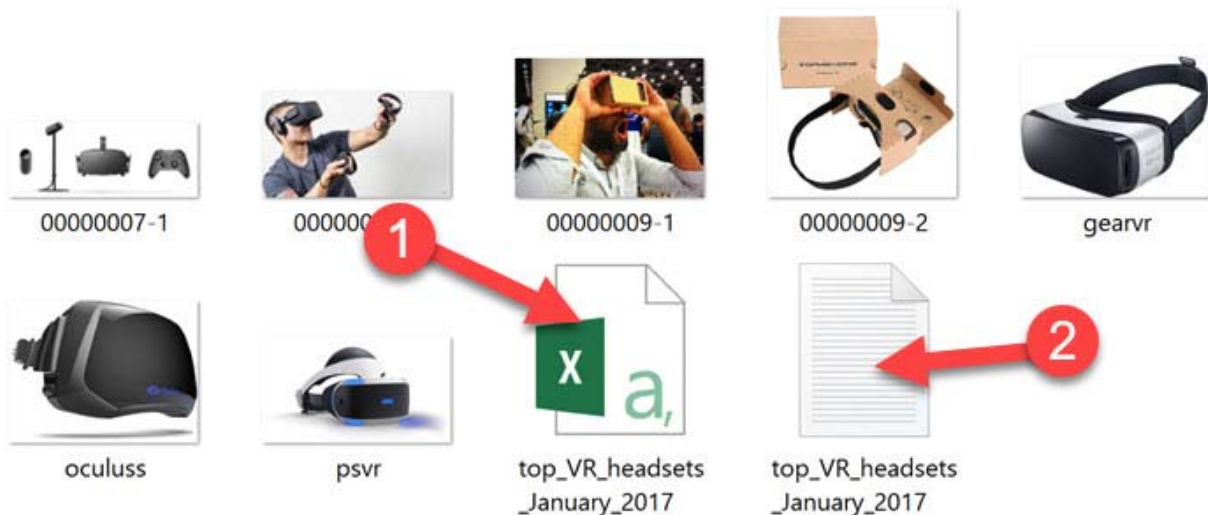 00000007-1
00000009-1
00000009-2
gearvr
1
X
a,
2
oculuss
psvr
top_VR_headsets
_January_2017
top_VR_headsets
_January_2017